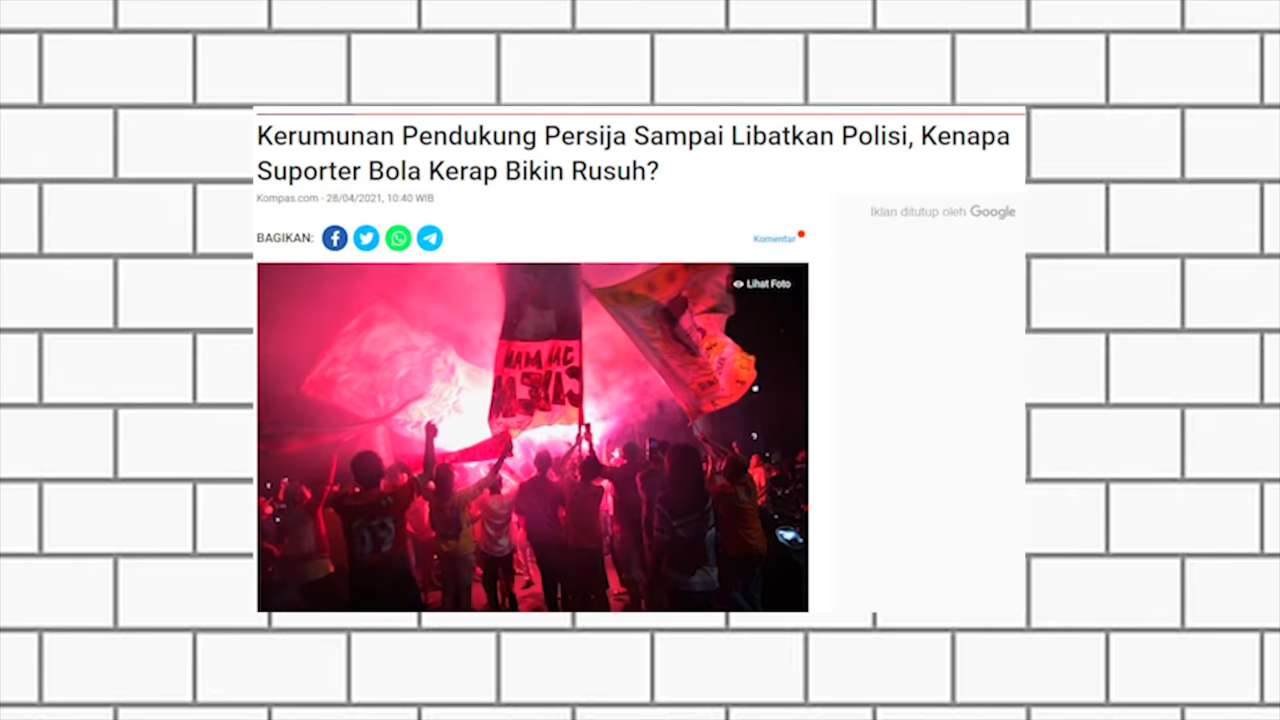 Kerumunan Pendukung Persija Sampai Libatkan Polisi, Kenapa
Suporter Bola Kerap Bikin Rusuh?
Kompas.com - 28/04/2021, 10:40 WIB
Iklan ditutup oleh Google
BAGIKAN:
Komentar
Lihat Foto